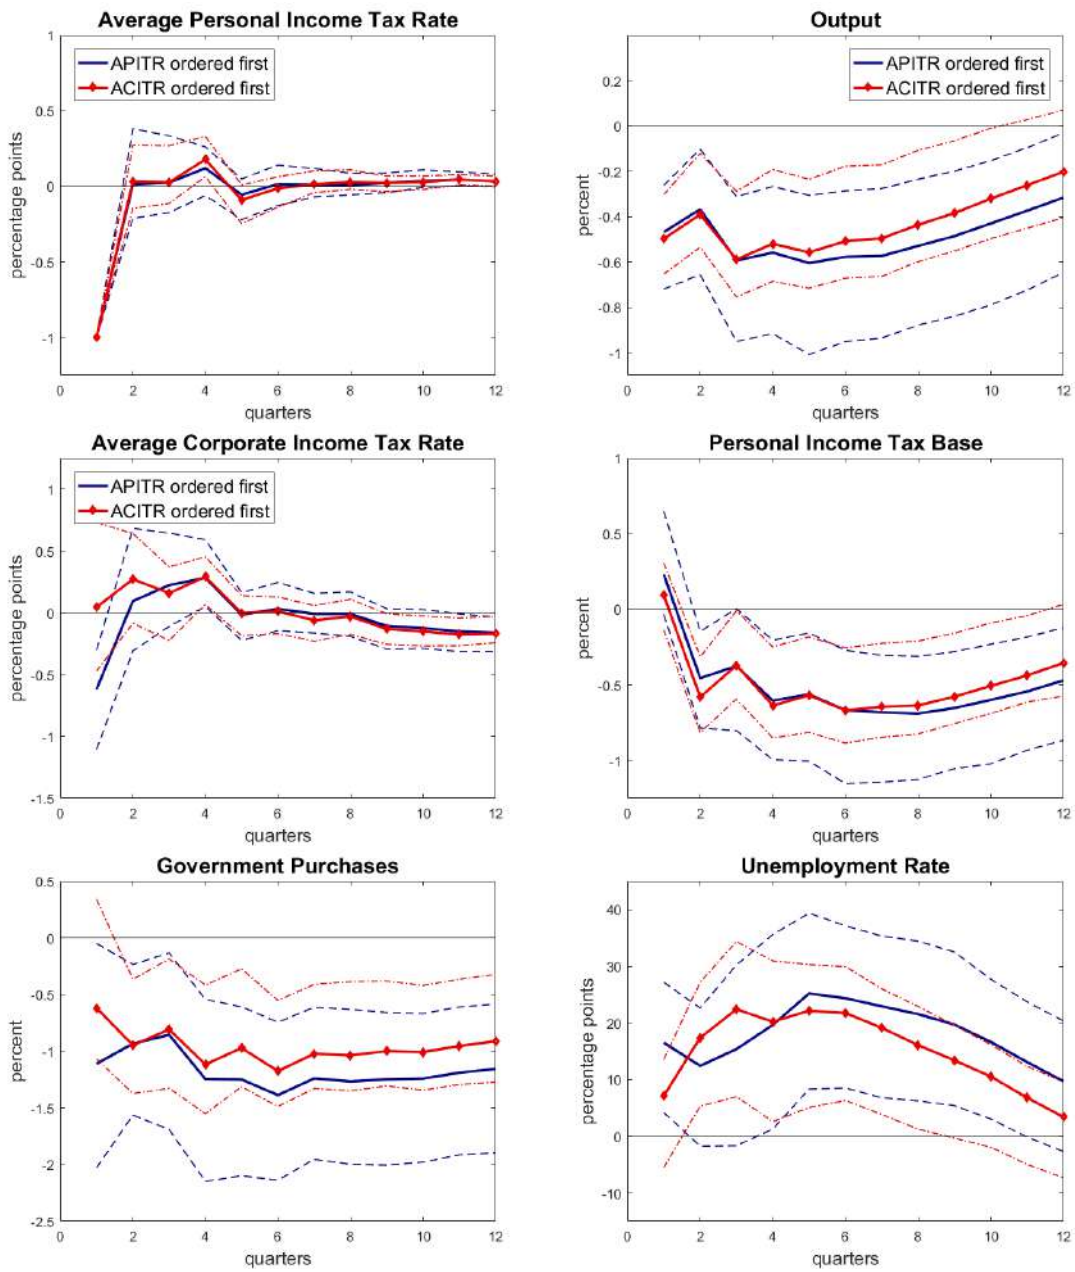 Average Personal Income Tax Rate
1
0.5
0
-0.5
-1
percentage points
APITR ordered first
ACITR ordered first
0 2 4 6 8 10 12
quarters
Output
0.2
0
-0.2
-0.4
-0.6
-0.8
-1
percent
APITR ordered first
ACITR ordered first
0 2 4 6 8 10 12
quarters
Average Corporate Income Tax Rate
1
0.5
0
-0.5
-1
-1.5
percentage points
APITR ordered first
ACITR ordered first
0 2 4 6 8 10 12
quarters
Personal Income Tax Base
1
0.5
0
-0.5
-1
percent
0 2 4 6 8 10 12
quarters
Government Purchases
0.5
0
-0.5
-1
-1.5
-2
-2.5
percent
0 2 4 6 8 10 12
quarters
Unemployment Rate
40
30
20
10
0
-10
percentage points
0 2 4 6 8 10 12
quarters